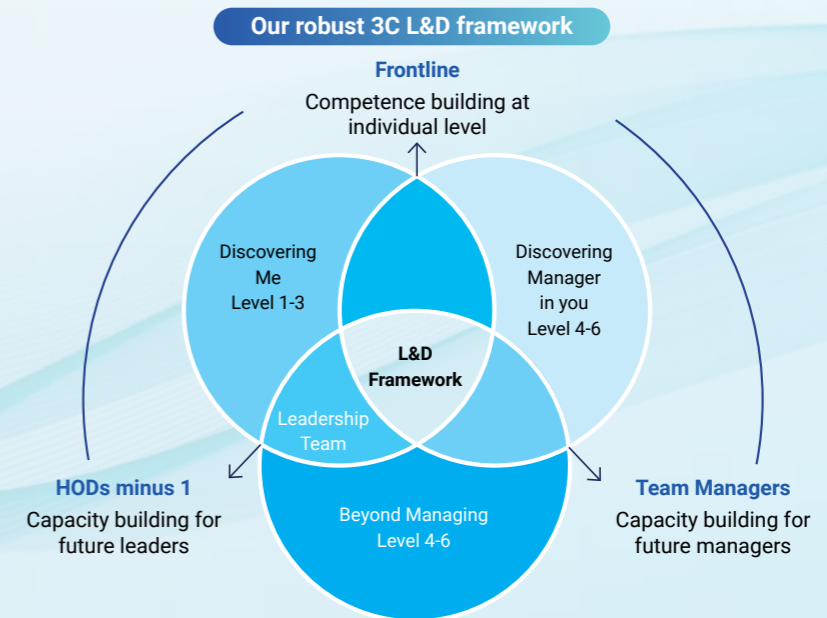 Our robust 3C L&D framework
Frontline
Competence building at
individual level
Discovering
Me
Level 1-3
Discovering
Manager
in you
Level 4-6
L&D
Framework
Leadership
Team
Beyond Managing
Level 4-6
HODs minus 1
Capacity building for
future leaders
Team Managers
Capacity building for
future managers